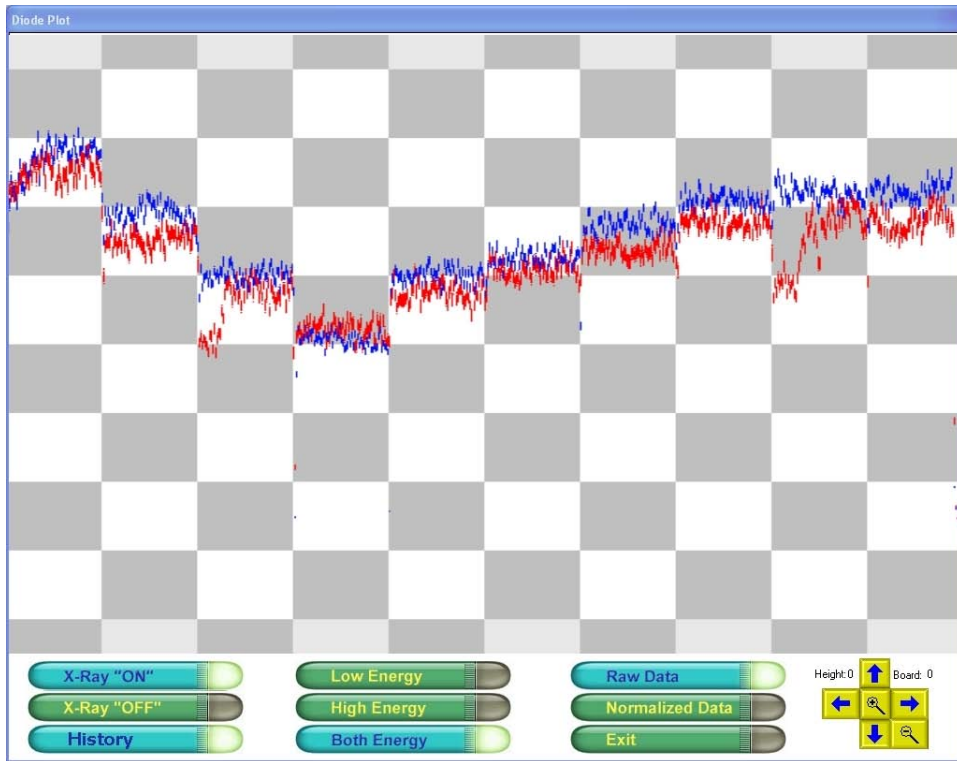 Diode Plot
X-Ray "ON"
Low Energy
Raw Data
Height:0
Board: 0
X-Ray "OFF"
High Energy
Normalized Data
History
Both Energy
Exit